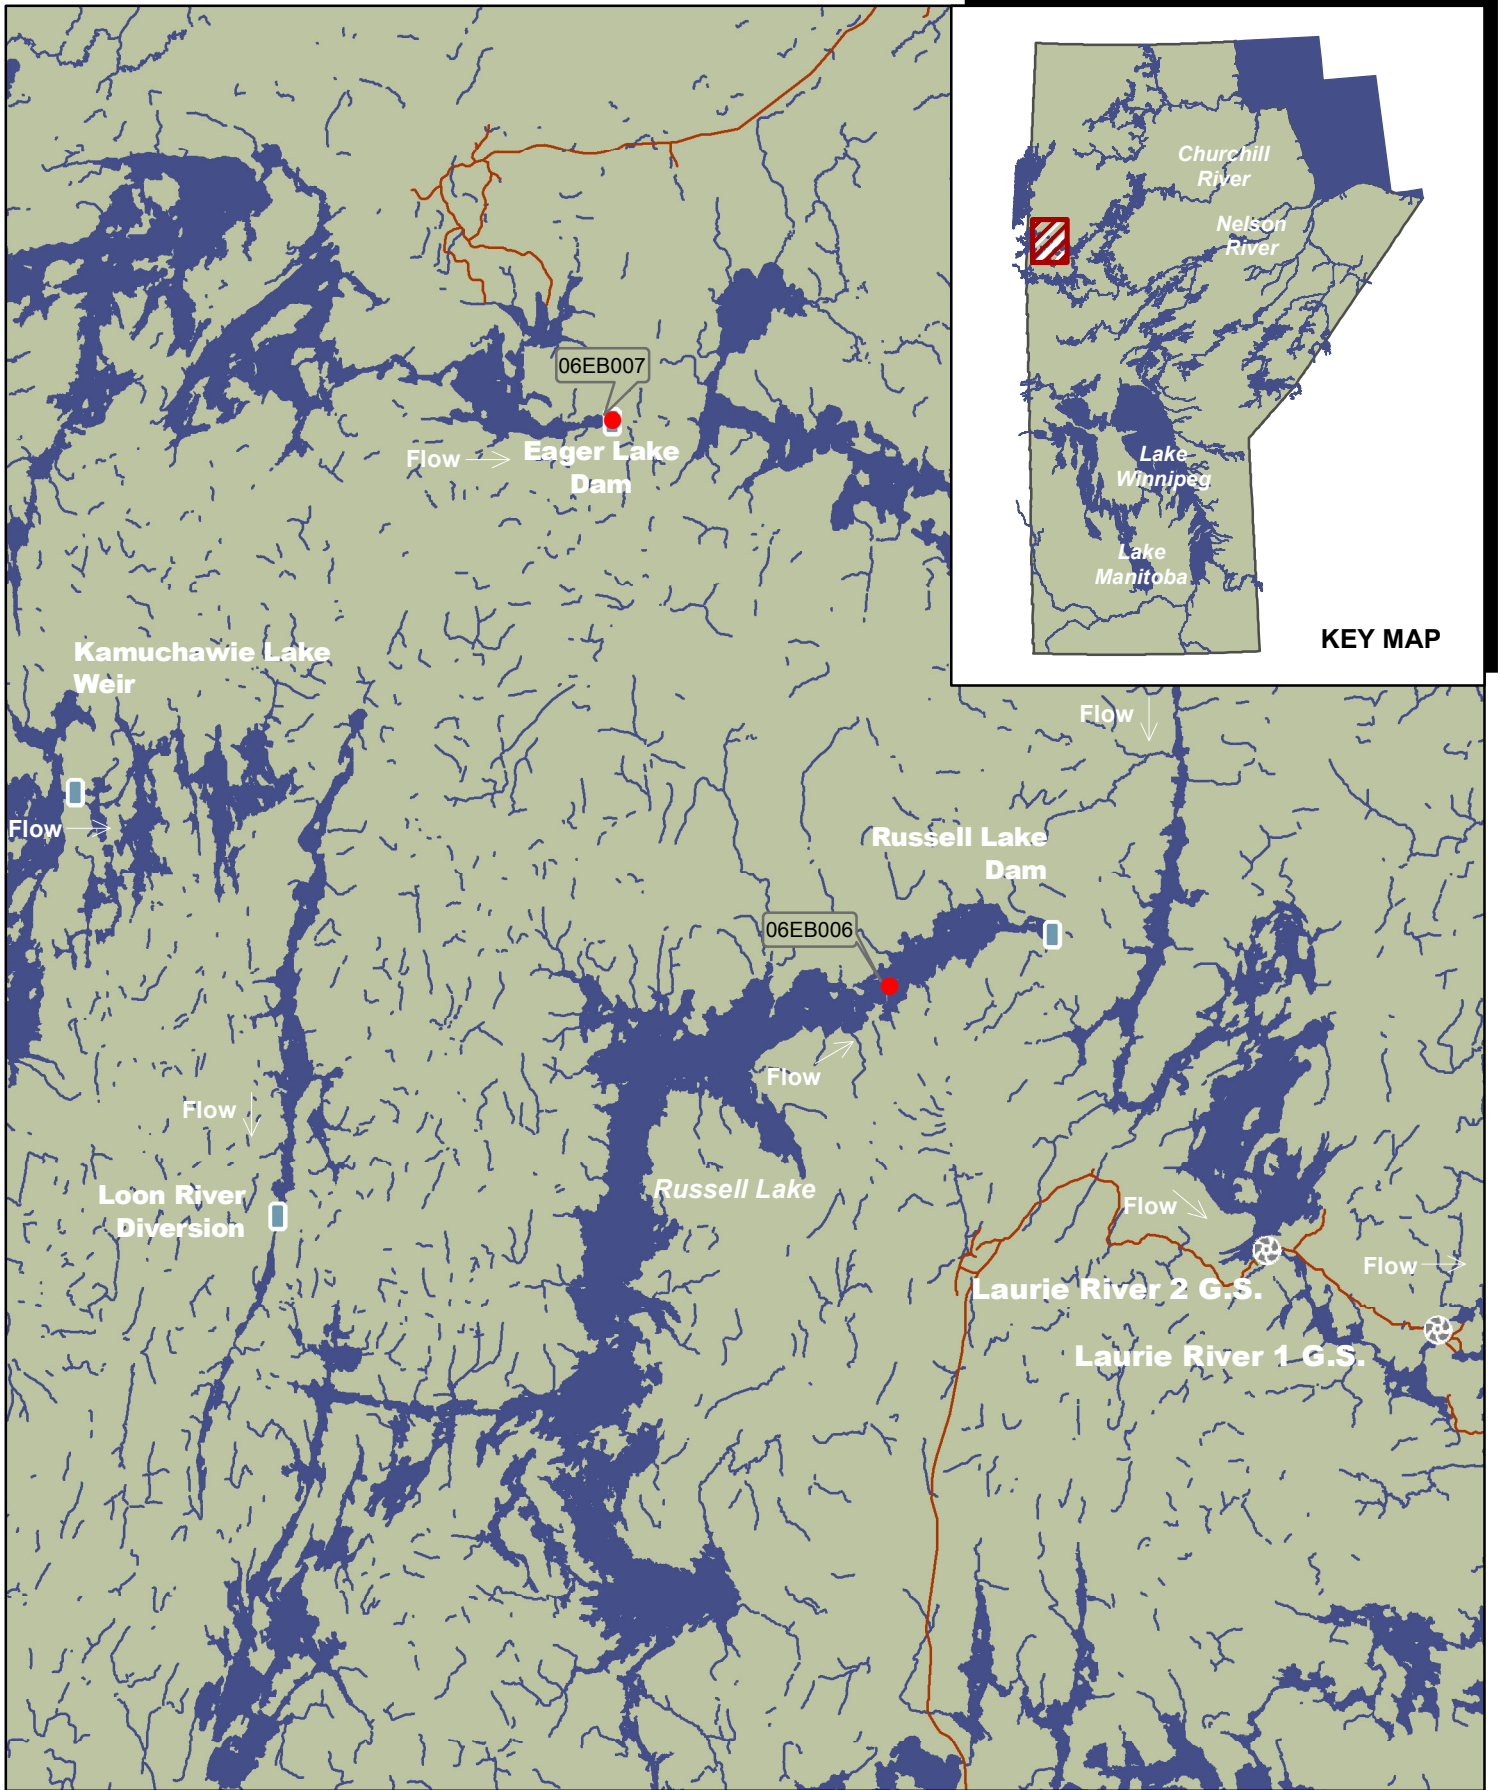 Churchill
River
Nelson
River
Lake
Winnipeg
Lake
Manitoba
KEY MAP
06EB007
Flow
Eager Lake
Dam
Kamuchawie Lake
Weir
Flow
Flow
Russell Lake
Dam
06EB006
Flow
Flow
Loon River
Diversion
Russell Lake
Flow
Flow
Laurie River 2 G.S.
Laurie River 1 G.S.